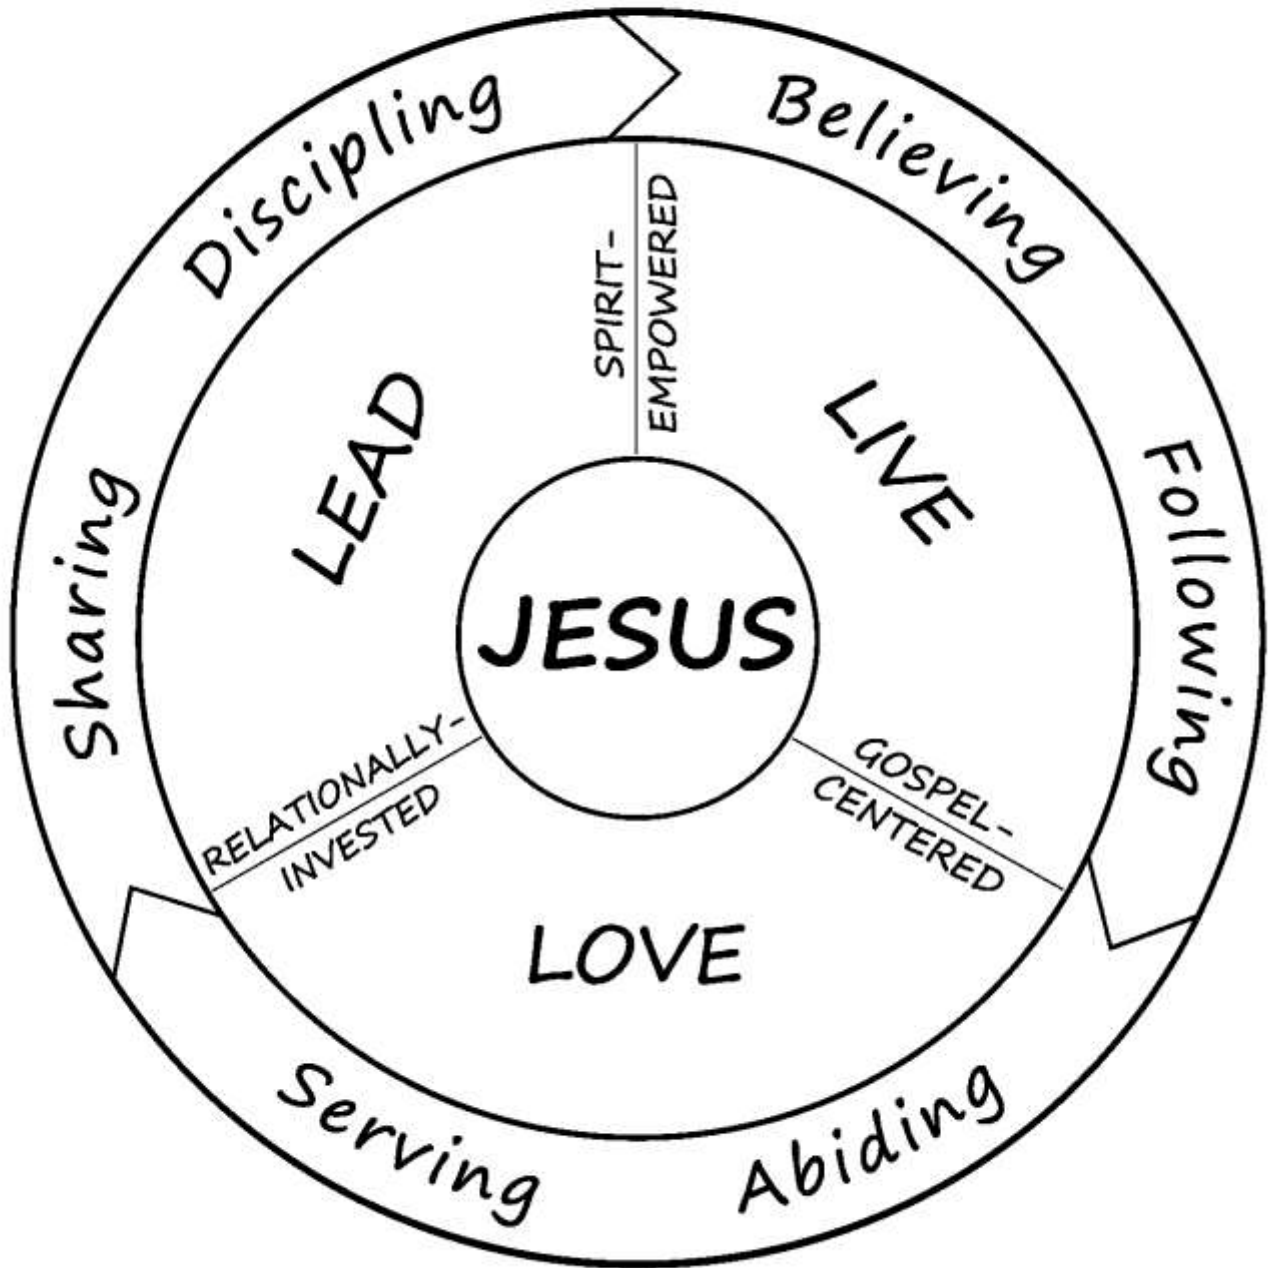 Believing
Following
Abiding
Serving
Sharing
Discipling
SPIRIT-
EMPOWERED
LIVE
GOSPEL-
CENTERED
LOVE
RELATIONALLY-
INVESTED
LEAD
JESUS